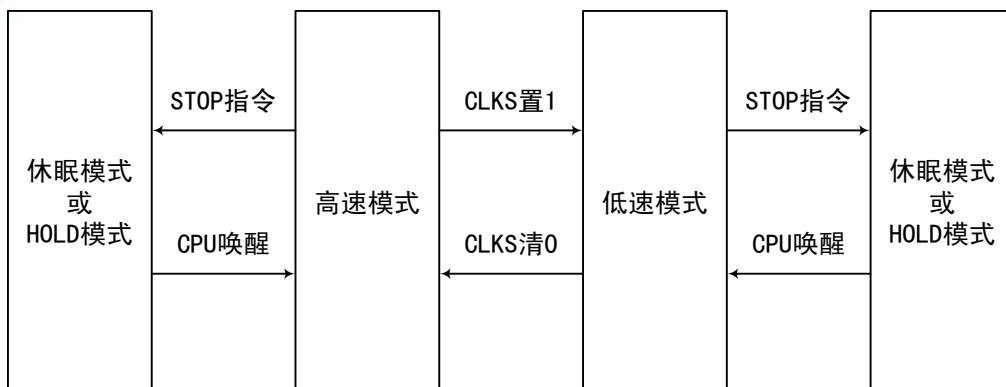 STOP指令
CLKS置1
STOP指令
休眠模式
或
HOLD模式
高速模式
低速模式
休眠模式
或
HOLD模式
CPU唤醒
CLKS清0
CPU唤醒